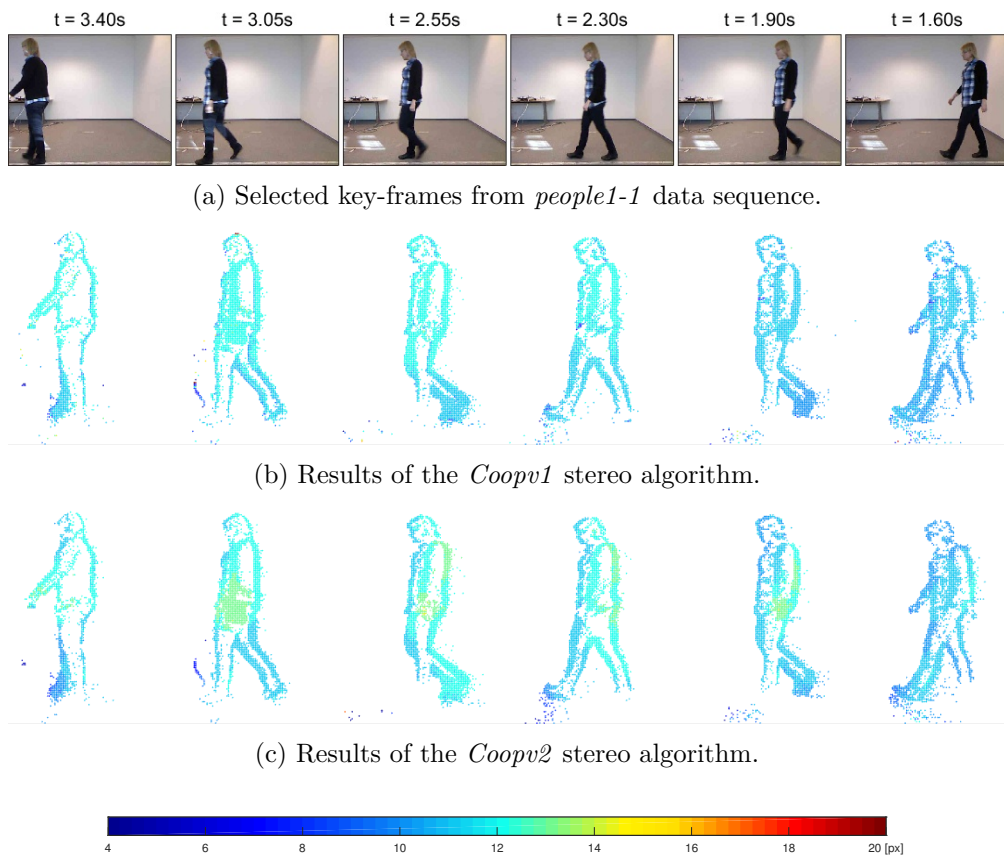 t = 3.40s t = 3.05s t = 2.55s t = 2.30s t = 1.90s t = 1.60s
(a) Selected key-frames from people1-1 data sequence.
(b) Results of the Coopv1 stereo algorithm.
(c) Results of the Coopv2 stereo algorithm.
4 6 8 10 12 14 16 18 20 [px]